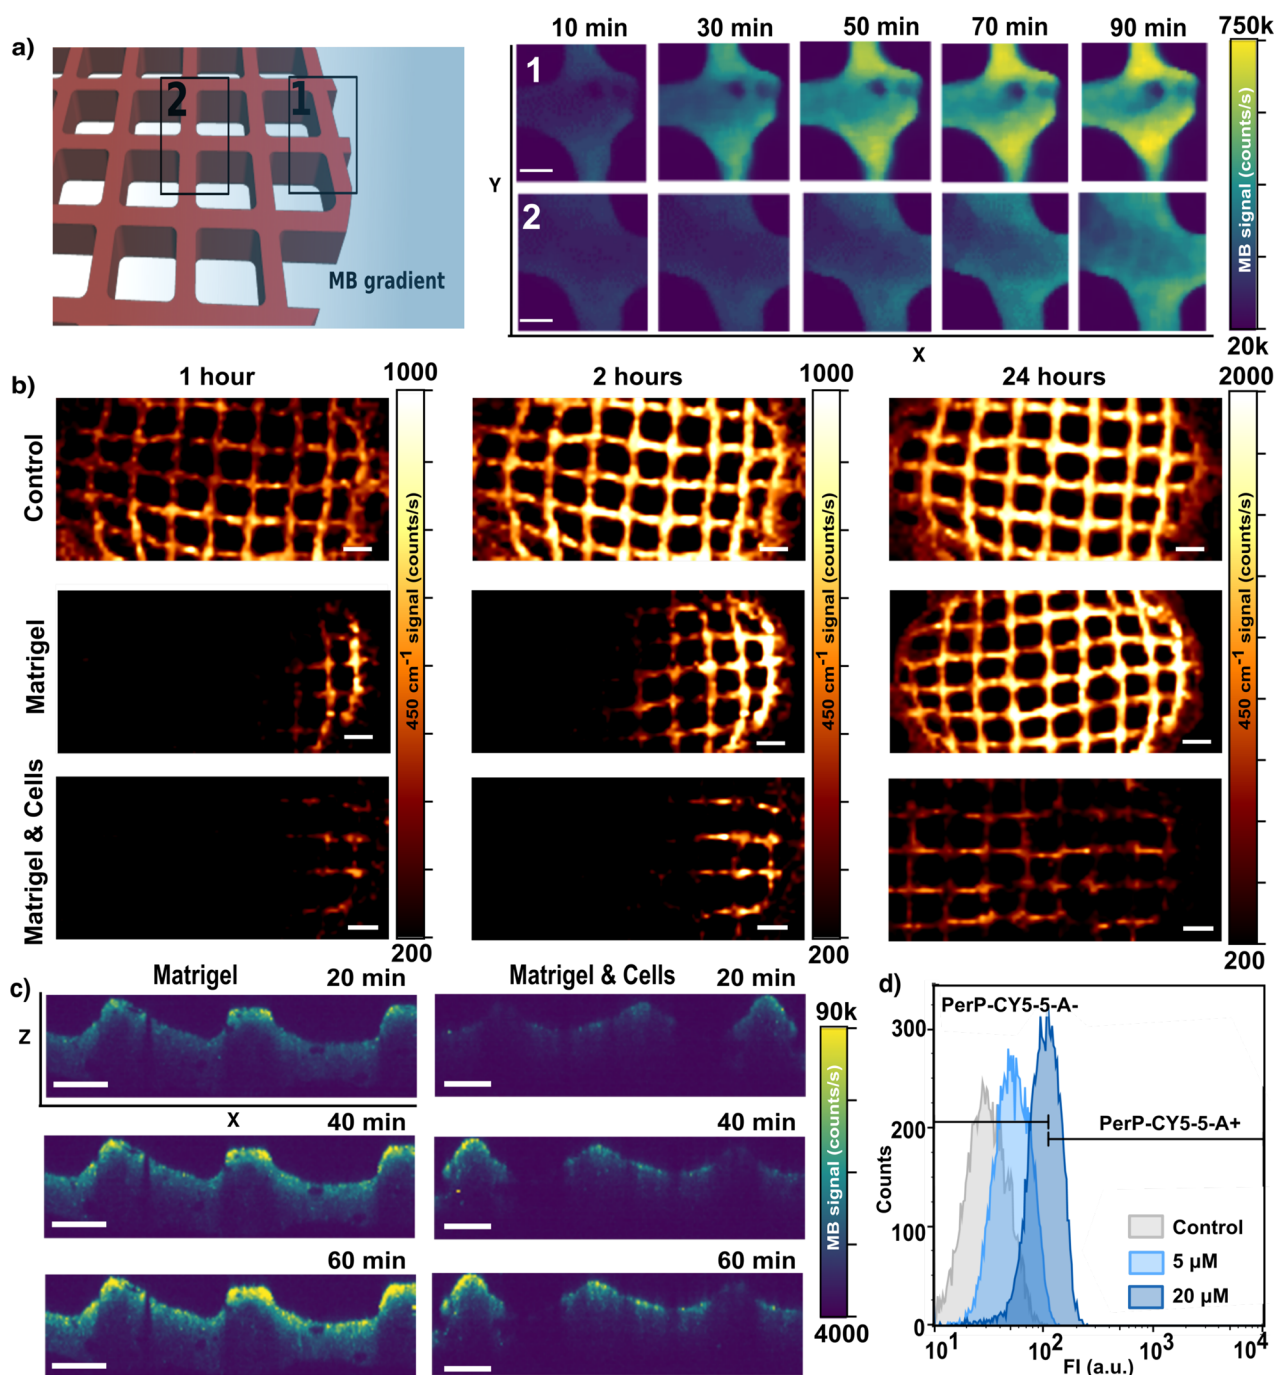 a)
2
1
MB gradient
10 min
30 min
50 min
70 min
90 min
750k
1
2
Y
X
MB signal (counts/s)
20k
b)
1 hour
1000
2 hours
1000
24 hours
2000
Control
Matrigel
Matrigel & Cells
450 cm⁻¹ signal (counts/s)
450 cm⁻¹ signal (counts/s)
450 cm⁻¹ signal (counts/s)
200
200
200
c)
Matrigel
20 min
Matrigel & Cells
20 min
Z
X
40 min
40 min
60 min
60 min
90k
MB signal (counts/s)
4000
d)
PerP-CY5-5-A-
PerP-CY5-5-A+
Counts
300
200
100
0
Control
5 µM
20 µM
10¹
10²
10³
10⁴
FI (a.u.)